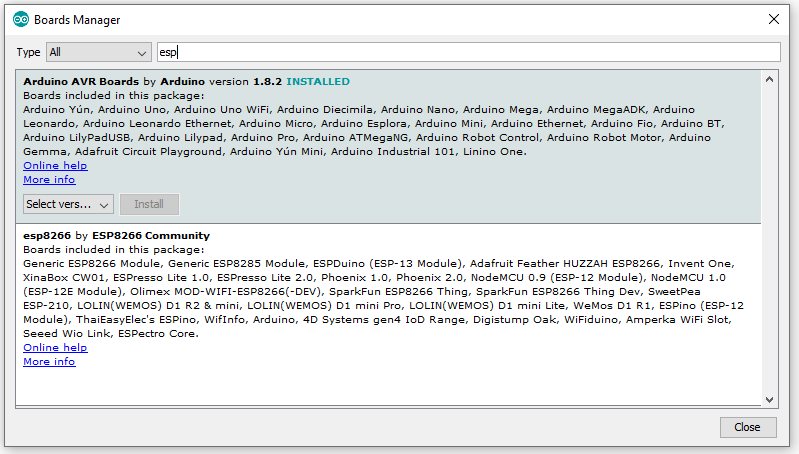 Boards Manager
Type All esp
Arduino AVR Boards by Arduino version 1.8.2 INSTALLED
Boards included in this package:
Arduino Yún, Arduino Uno, Arduino Uno WiFi, Arduino Diecimila, Arduino Nano, Arduino Mega, Arduino MegaADK, Arduino
Leonardo, Arduino Leonardo Ethernet, Arduino Micro, Arduino Esplora, Arduino Mini, Arduino Ethernet, Arduino Fio, Arduino BT,
Arduino LilyPadUSB, Arduino Lilypad, Arduino Pro, Arduino ATMegaNG, Arduino Robot Control, Arduino Robot Motor, Arduino
Gemma, Adafruit Circuit Playground, Arduino Yún Mini, Arduino Industrial 101, Linino One.
Online help
More info
Select vers... Install
esp8266 by ESP8266 Community
Boards included in this package:
Generic ESP8266 Module, Generic ESP8285 Module, ESPDuino (ESP-13 Module), Adafruit Feather HUZZAH ESP8266, Invent One,
XinaBox CW01, ESPresso Lite 1.0, ESPresso Lite 2.0, Phoenix 1.0, Phoenix 2.0, NodeMCU 0.9 (ESP-12 Module), NodeMCU 1.0
(ESP-12E Module), Olimex MOD-WIFI-ESP8266(-DEV), SparkFun ESP8266 Thing, SparkFun ESP8266 Thing Dev, SweetPea
ESP-210, LOLIN(WEMOS) D1 R2 & mini, LOLIN(WEMOS) D1 mini Pro, LOLIN(WEMOS) D1 mini Lite, WeMos D1 R1, ESPino (ESP-12
Module), ThaiEasyElec's ESPino, WifInfo, Arduino, 4D Systems gen4 IoD Range, Digistump Oak, WiFiduino, Amperka WiFi Slot,
Seeed Wio Link, ESPectro Core.
Online help
More info
Close